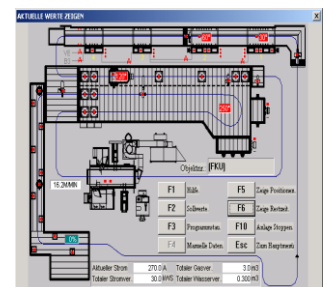 AKTUELLE WERTE ZEIGEN
Objektnr. [FKU]
16.2M/MIN
F1 Hilfe.
F5 Zeige Positionen.
F2 Sollwerte.
F6 Zeige Restzeit.
F3 Programmdaten.
F10 Anlage Stoppen.
F4 Manuelle Daten.
Esc Zum Hauptmenü.
Aktueller Strom 270.0 A Totaler Gasver. 3.0 m3
Totaler Stromver. 30.0 kWS Totaler Wasserver. 0.300 m3